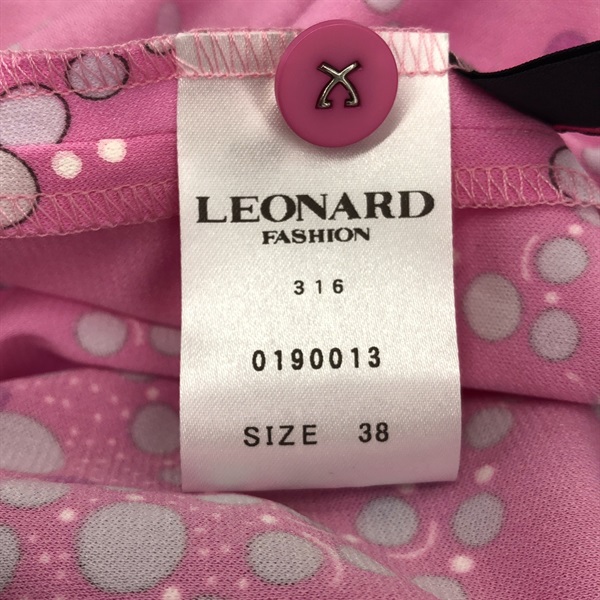 LEONARD
FASHION
316
0190013
SIZE 38